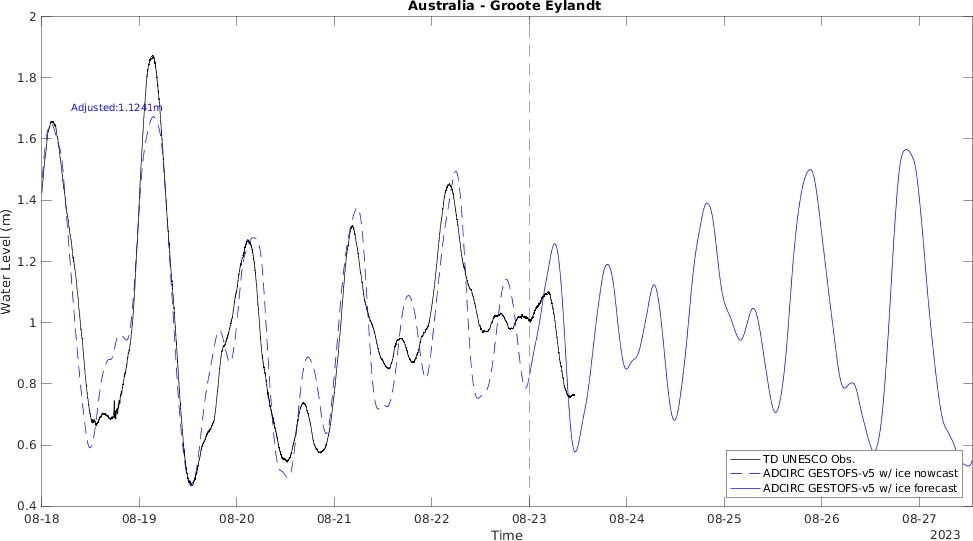 Australia - Groote Eylandt
2
1.8
Adjusted:1.1241m
1.6
1.4
1.2
1
0.8
0.6
0.4
Water Level (m)
TD UNESCO Obs.
ADCIRC GESTOFS-v5 w/ ice nowcast
ADCIRC GESTOFS-v5 w/ ice forecast
08-18 08-19 08-20 08-21 08-22 08-23 08-24 08-25 08-26 08-27
Time
2023